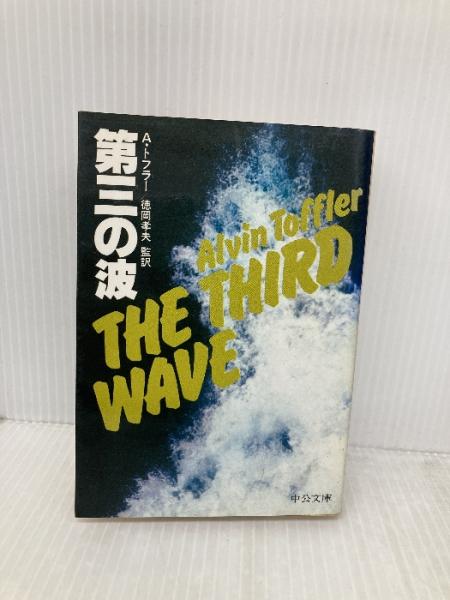 第三の波
A・トフラー/徳岡孝夫 監訳
Alvin Toffler
THE THIRD
WAVE
中公文庫